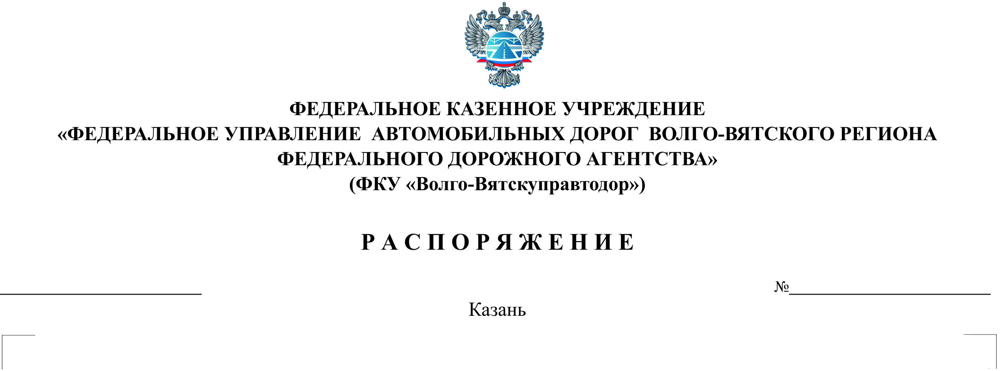 ФЕДЕРАЛЬНОЕ КАЗЕННОЕ УЧРЕЖДЕНИЕ
«ФЕДЕРАЛЬНОЕ УПРАВЛЕНИЕ АВТОМОБИЛЬНЫХ ДОРОГ ВОЛГО-ВЯТСКОГО РЕГИОНА
ФЕДЕРАЛЬНОГО ДОРОЖНОГО АГЕНТСТВА»
(ФКУ «Волго-Вятскуправтодор»)
Р А С П О Р Я Ж Е Н И Е
№
Казань